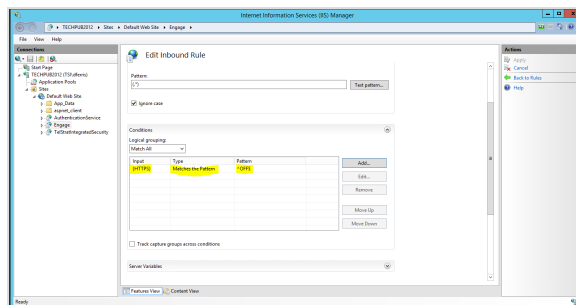 Internet Information Services (IIS) Manager
TECHPUB2012 ▸ Sites ▸ Default Web Site ▸ Engage ▸
File View Help
Connections
Start Page
TECHPUB2012 (TSI\afleris)
Application Pools
Sites
Default Web Site
App_Data
aspnet_client
AuthenticationService
Engage
TelStratIntegratedSecurity
Edit Inbound Rule
Pattern:
(.*)
Test pattern...
Ignore case
Conditions
Logical grouping:
Match All
Input Type Pattern
{HTTPS} Matches the Pattern ^OFF$
Add...
Edit...
Remove
Move Up
Move Down
Track capture groups across conditions
Server Variables
Features View Content View
Ready
Actions
Apply
Cancel
Back to Rules
Help